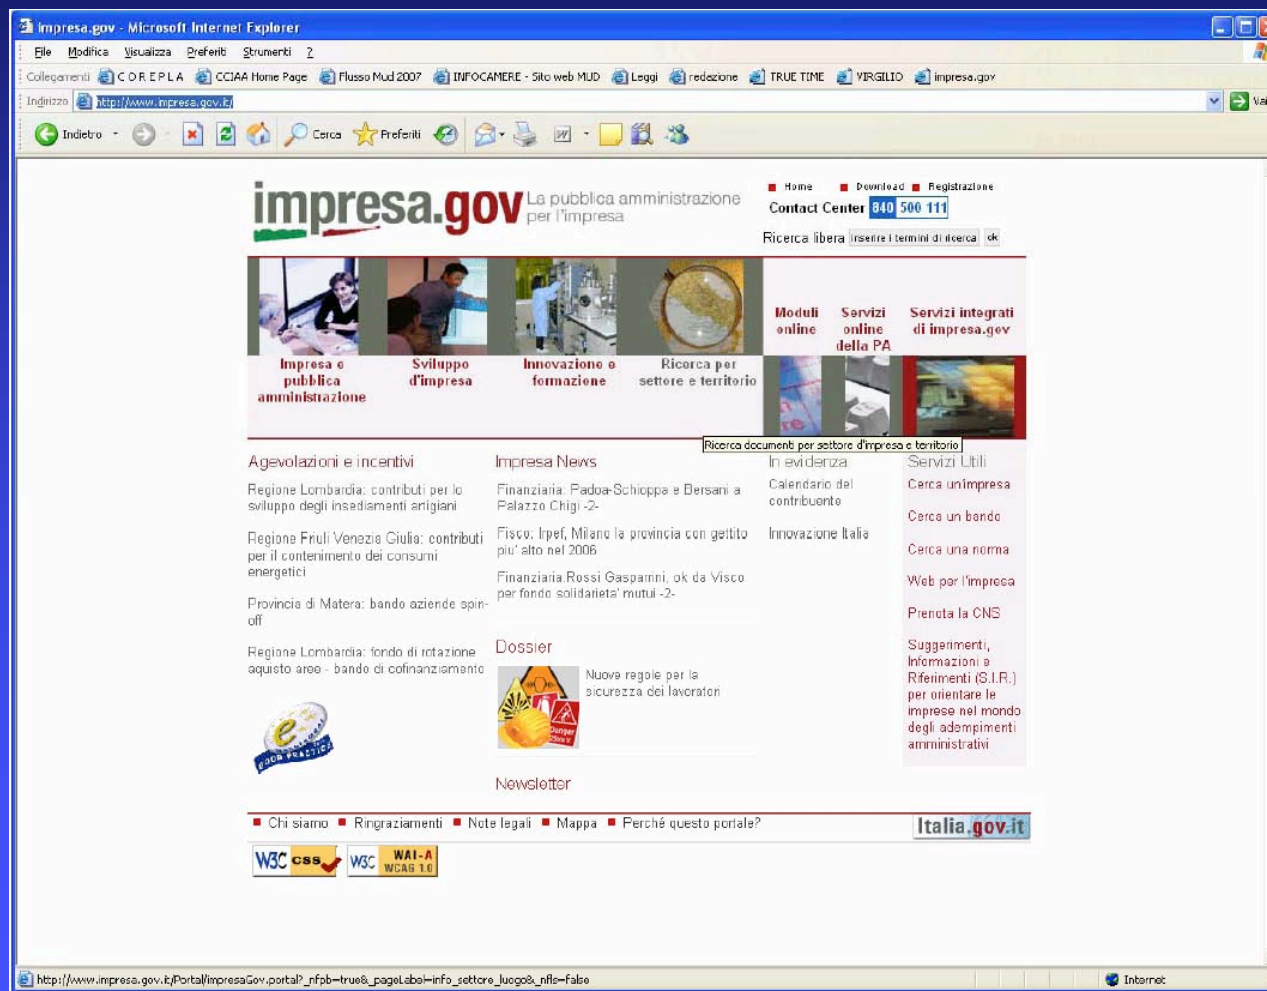 impresa.gov - Microsoft Internet Explorer
File Modifica Visualizza Preferiti Strumenti ?
Collegamenti C O R E P L A CCIAA Home Page Flusso Mud 2007 INFOCAMERE - Sito web MUD Leggi redazione TRUE TIME VIRGILIO impresa.gov
Indirizzo http://www.impresa.gov.it/ Vai
Indietro Cerca Preferiti
impresa.gov La pubblica amministrazione
per l'impresa
Home Download Registrazione
Contact Center 840 500 111
Ricerca libera inserire i termini di ricerca ok
Impresa e
pubblica
amministrazione
Sviluppo
d'impresa
Innovazione e
formazione
Ricerca per
settore e territorio
Moduli
online
Servizi
online
della PA
Servizi integrati
di impresa.gov
Ricerca documenti per settore d'impresa e territorio
Agevolazioni e incentivi
Regione Lombardia: contributi per lo
sviluppo degli insediamenti artigiani
Regione Friuli Venezia Giulia: contributi
per il contenimento dei consumi
energetici
Provincia di Matera: bando aziende spin-
off
Regione Lombardia: fondo di rotazione
aquisto aree - bando di cofinanziamento
GOOD PRACTICE
Impresa News
Finanziaria: Padoa-Schioppa e Bersani a
Palazzo Chigi -2-
Fisco: Irpef, Milano la provincia con gettito
piu' alto nel 2006
Finanziaria:Rossi Gasparrini, ok da Visco
per fondo solidarieta' mutui -2-
Dossier
Nuove regole per la
sicurezza dei lavoratori
Danger
Newsletter
In evidenza
Calendario del
contribuente
Innovazione Italia
Servizi Utili
Cerca un'impresa
Cerca un bando
Cerca una norma
Web per l'impresa
Prenota la CNS
Suggerimenti,
Informazioni e
Riferimenti (S.I.R.)
per orientare le
imprese nel mondo
degli adempimenti
amministrativi
Chi siamo Ringraziamenti Note legali Mappa Perché questo portale?
Italia.gov.it
W3C css
W3C WAI-A
WCAG 1.0
http://www.impresa.gov.it/Portal/impresaGov.portal?_nfpb=true&_pageLabel=info_settore_luogo&_nfls=false
Internet